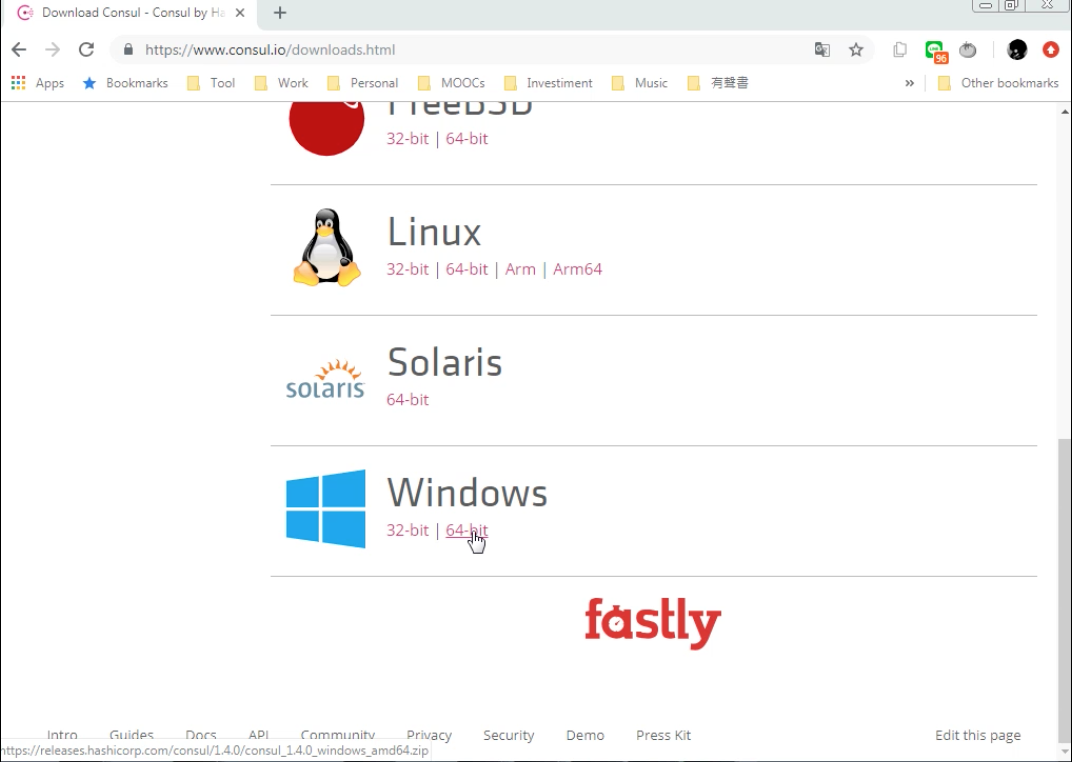 Download Consul - Consul by Ha
https://www.consul.io/downloads.html
96
Apps Bookmarks Tool Work Personal MOOCs Investiment Music 有聲書 » Other bookmarks
FreeBSD
32-bit | 64-bit
Linux
32-bit | 64-bit | Arm | Arm64
solaris
Solaris
64-bit
Windows
32-bit | 64-bit
fastly
Intro Guides Docs API Community Privacy Security Demo Press Kit Edit this page
https://releases.hashicorp.com/consul/1.4.0/consul_1.4.0_windows_amd64.zip